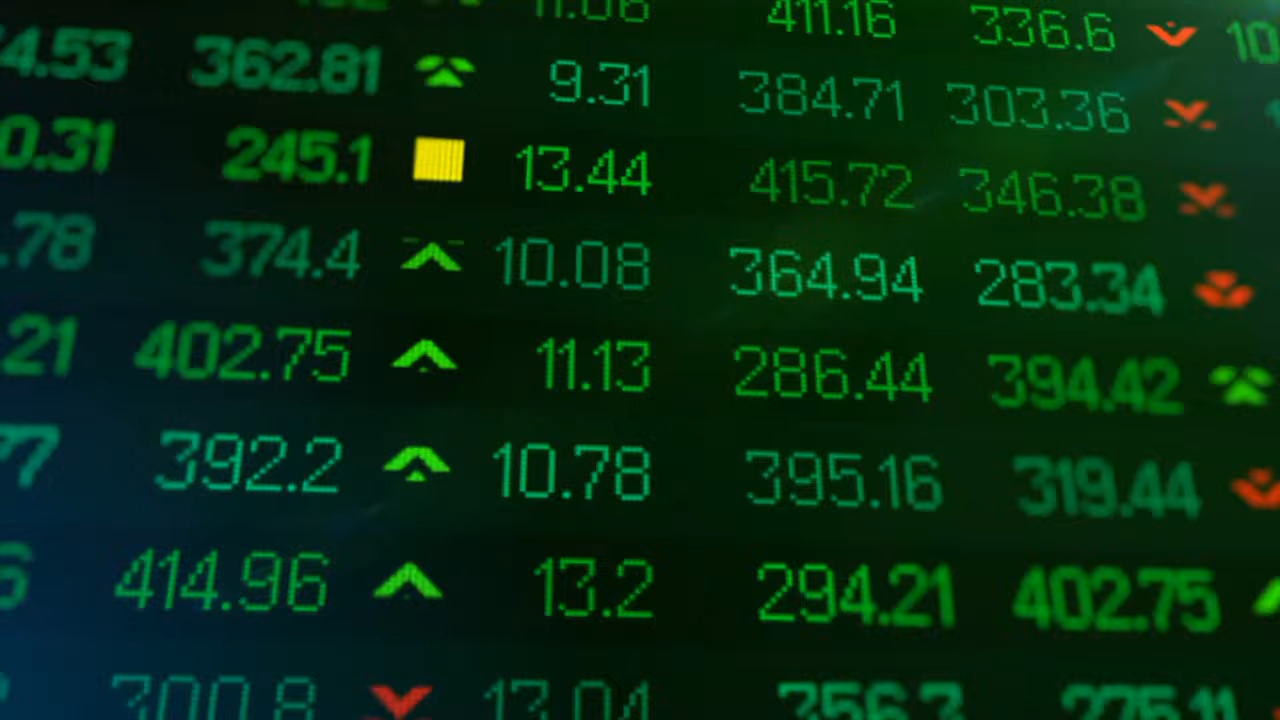 11.06 411.16 336.6 10
4.53 362.81 9.31 384.71 303.36
0.31 245.1 13.44 415.72 346.38
.78 374.4 10.08 364.94 283.34
21 402.75 11.13 286.44 394.42
77 392.2 10.78 395.16 319.44
6 414.96 13.2 294.21 402.75
300.8 13.04 356.3 275.11